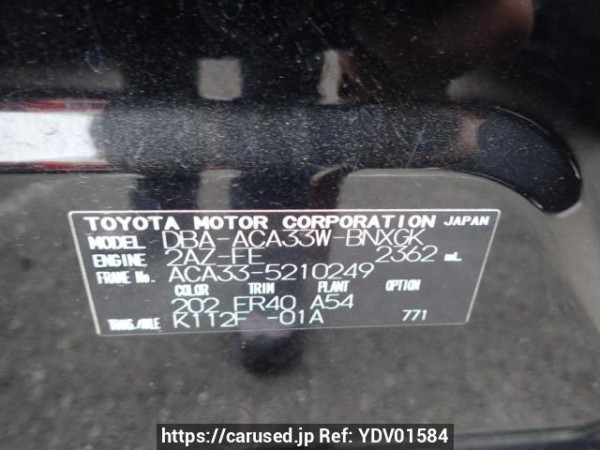 TOYOTA MOTOR CORPORATION JAPAN
MODEL DBA-ACA33W-BNXGK
ENGINE 2AZ-FE 2362 mL
FRAME No. ACA33-5210249
COLOR TRIM PLANT OPTION
202 FR40 A54
TRANS/AXLE K112F -01A 771
https://carused.jp Ref: YDV01584